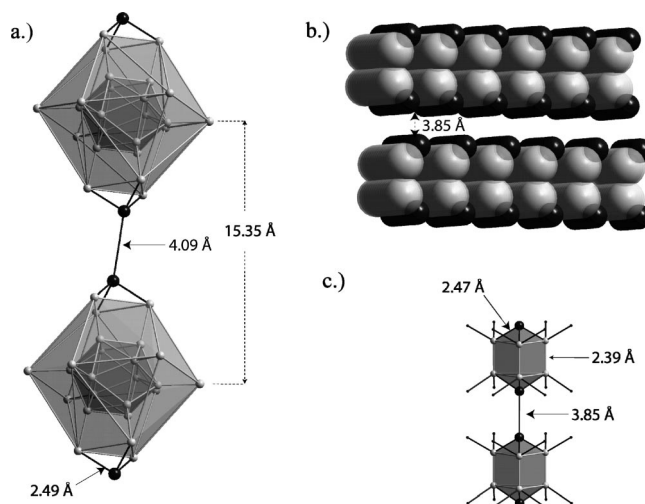 a.)
15.35 Å
4.09 Å
2.49 Å
b.)
3.85 Å
c.)
2.47 Å
2.39 Å
3.85 Å